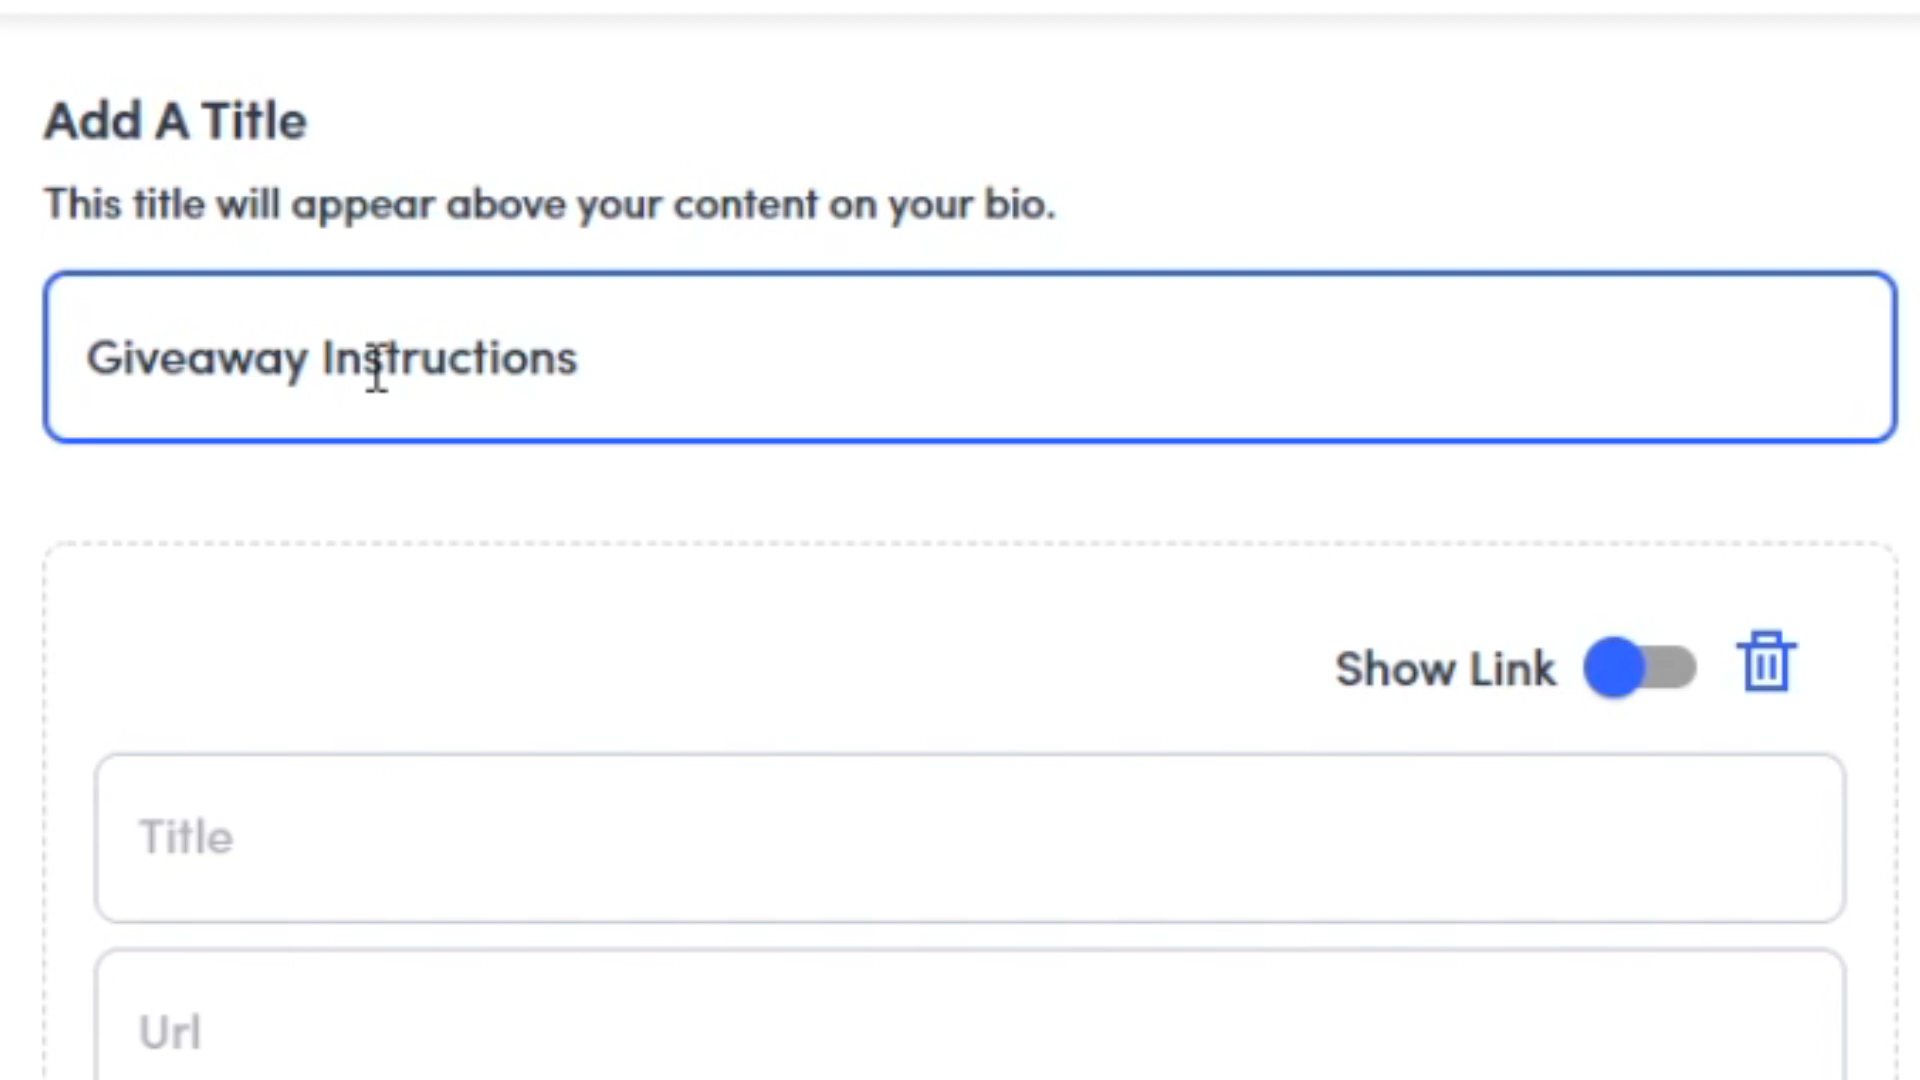 Add A Title
This title will appear above your content on your bio.
Giveaway Instructions
Show Link
Title
Url